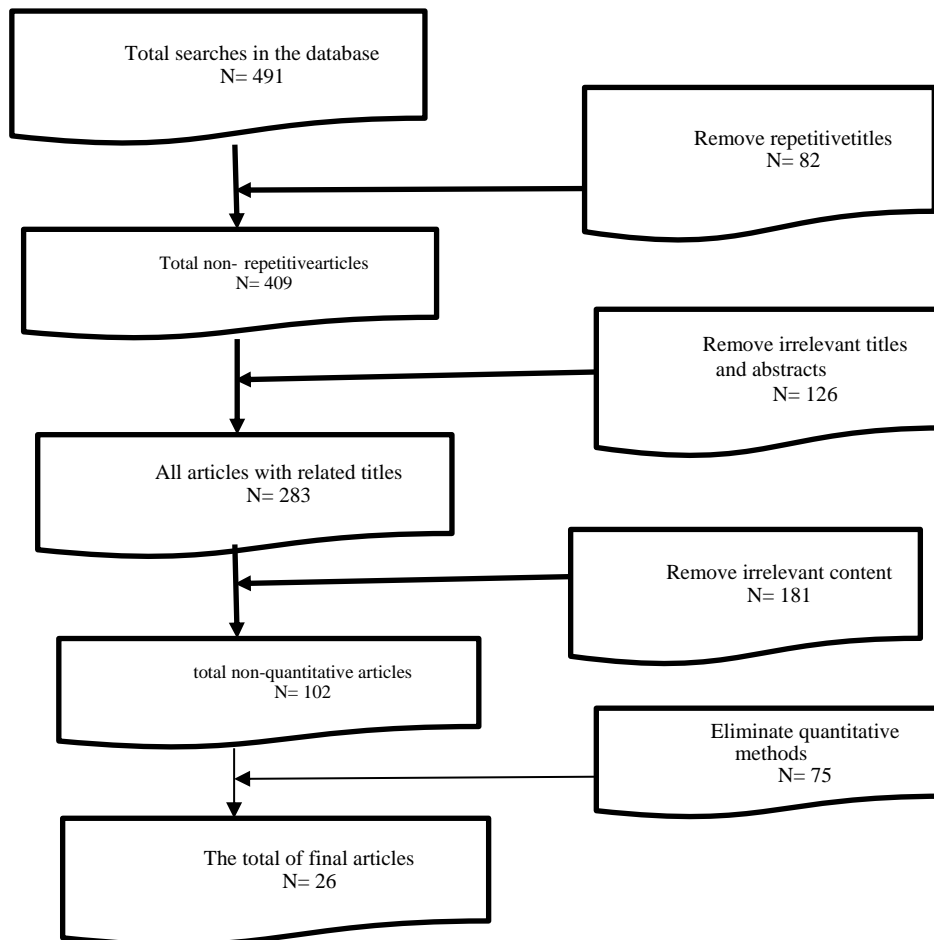 Total searches in the database
N= 491
Remove repetitivetitles
N= 82
Total non- repetitivearticles
N= 409
Remove irrelevant titles
and abstracts
N= 126
All articles with related titles
N= 283
Remove irrelevant content
N= 181
total non-quantitative articles
N= 102
Eliminate quantitative
methods
N= 75
The total of final articles
N= 26